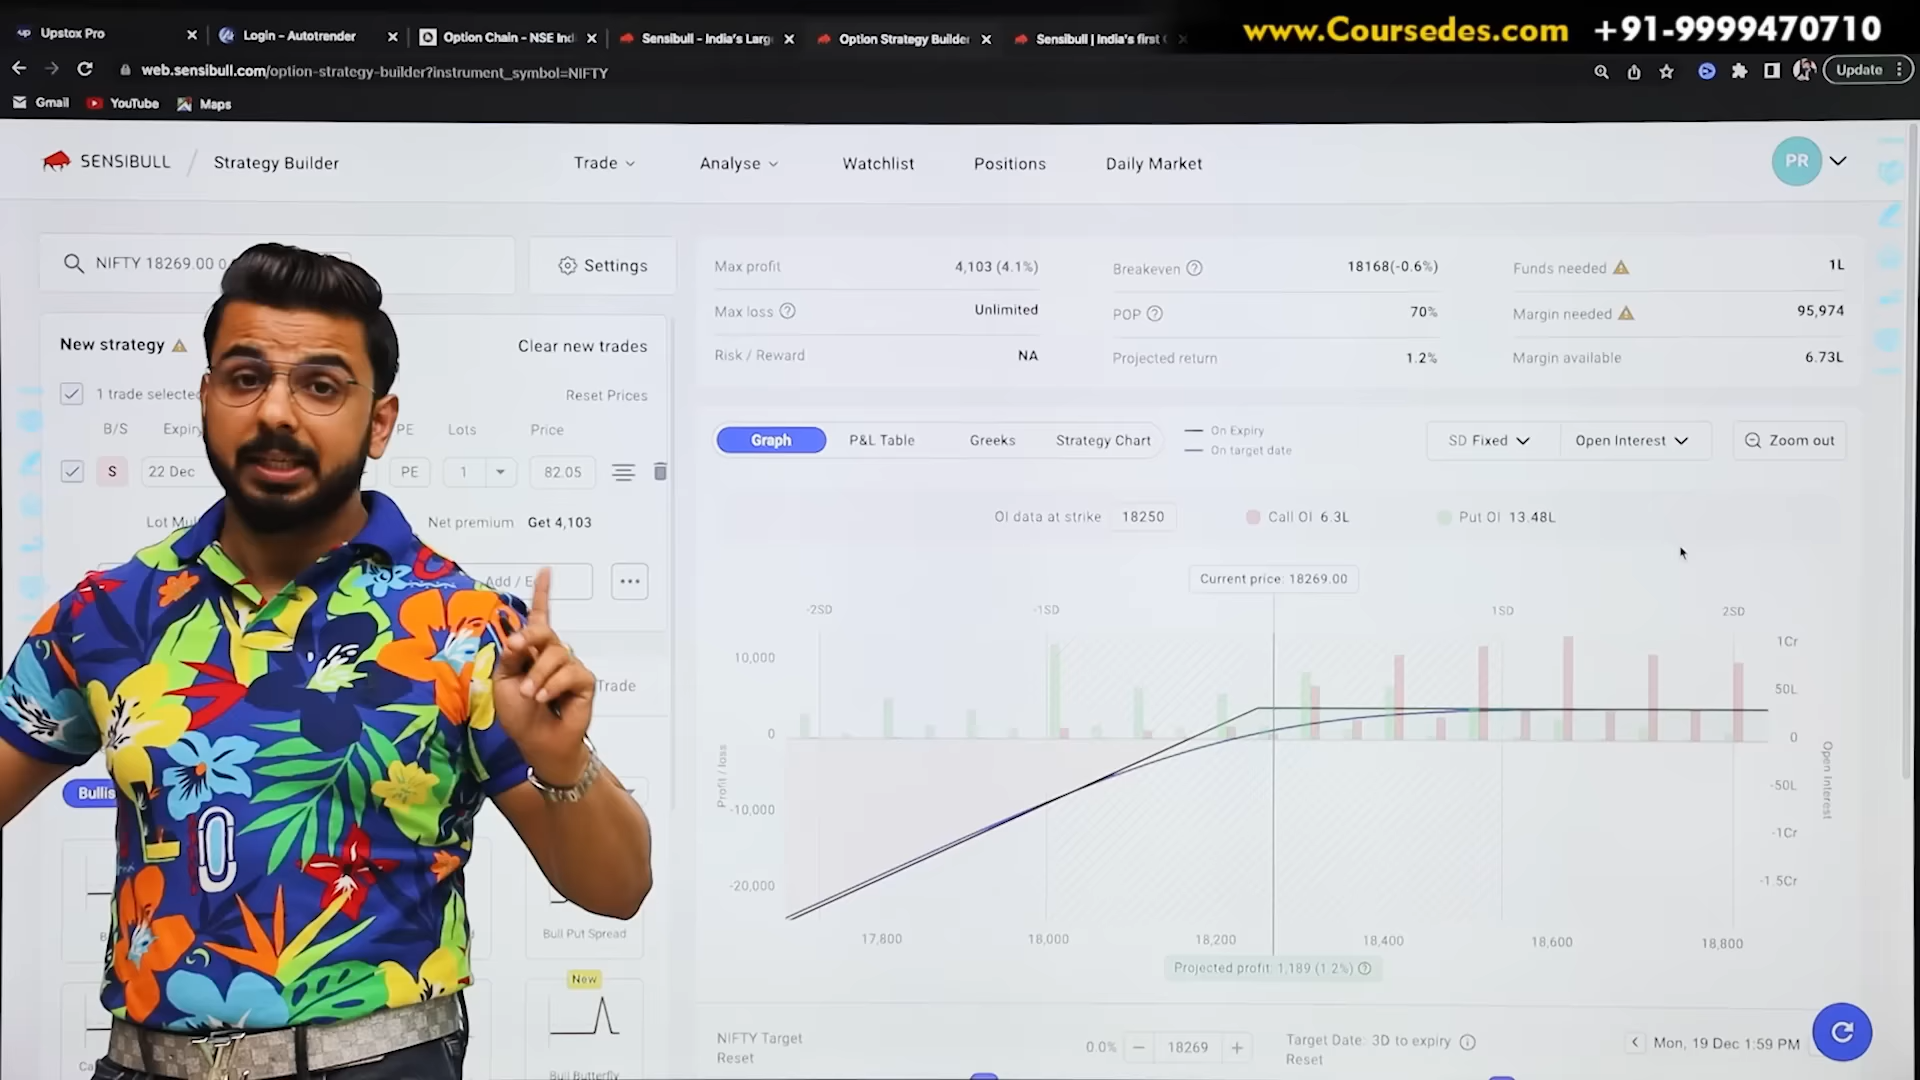 Upstox Pro
Login - Autotrender
Option Chain - NSE Ind
Sensibull - India's Larg
Option Strategy Builder
Sensibull | India's first
www.Coursedes.com +91-9999470710
web.sensibull.com/option-strategy-builder?instrument_symbol=NIFTY
Update
Gmail
YouTube
Maps
SENSIBULL / Strategy Builder
Trade
Analyse
Watchlist
Positions
Daily Market
PR
NIFTY 18269.00
Settings
Max profit 4,103 (4.1%)
Breakeven 18168(-0.6%)
Funds needed 1L
Max loss Unlimited
POP 70%
Margin needed 95,974
Risk / Reward NA
Projected return 1.2%
Margin available 6.73L
New strategy
Clear new trades
1 trade selected
Reset Prices
B/S Expiry PE Lots Price
S 22 Dec PE 1 82.05
Net premium Get 4,103
Add /
Trade
Graph
P&L Table
Greeks
Strategy Chart
On Expiry
On target date
SD Fixed
Open Interest
Zoom out
OI data at strike 18250
Call OI 6.3L
Put OI 13.48L
Current price: 18269.00
-2SD -1SD 1SD 2SD
10,000
0
-10,000
-20,000
Profit / loss
1Cr
50L
0
-50L
-1Cr
-1.5Cr
Open Interest
17,800 18,000 18,200 18,400 18,600 18,800
Projected profit: 1,189 (1.2%)
Bull Put Spread
New
Bull Butterfly
NIFTY Target
Reset
0.0% − 18269 +
Target Date: 3D to expiry
Reset
Mon, 19 Dec 1:59 PM